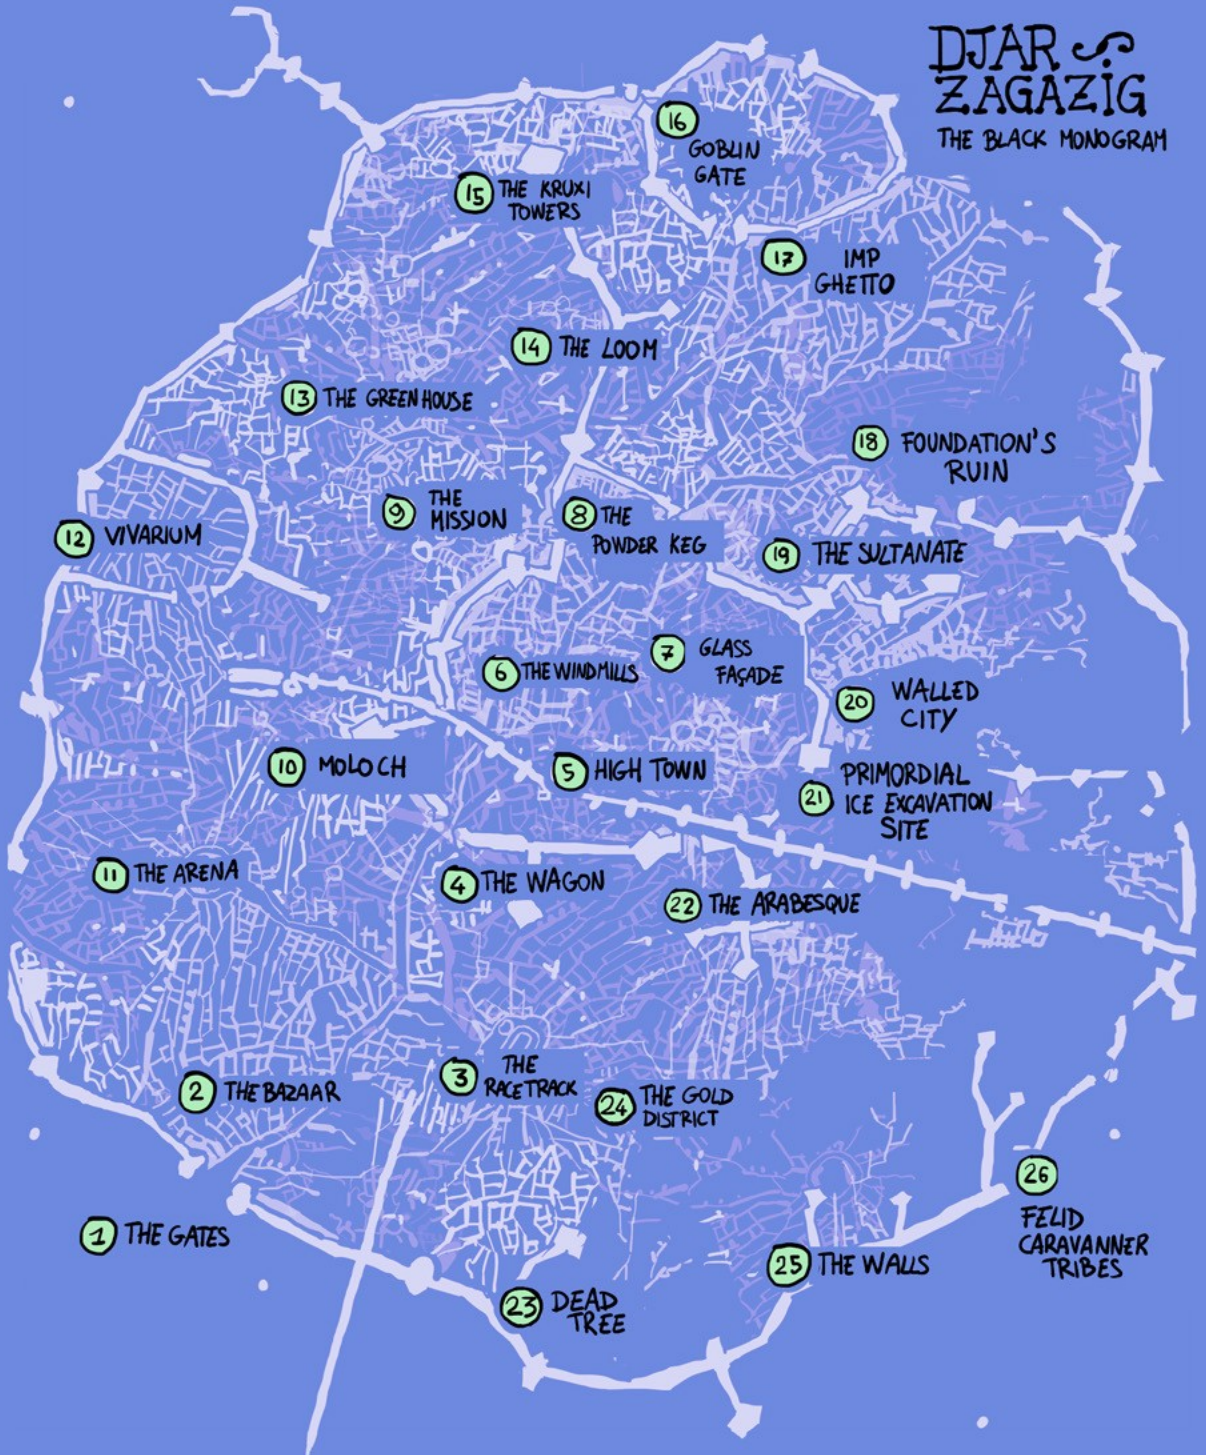 DJAR
ZAGAZIG
THE BLACK MONOGRAM
16
GOBLIN
GATE
15 THE KRUXI
TOWERS
17 IMP
GHETTO
14 THE LOOM
13 THE GREENHOUSE
18 FOUNDATION'S
RUIN
9 THE
MISSION
8 THE
POWDER KEG
12 VIVARIUM
19 THE SULTANATE
7 GLASS
FAÇADE
6 THE WINDMILLS
20 WALLED
CITY
10 MOLOCH
5 HIGH TOWN
21 PRIMORDIAL
ICE EXCAVATION
SITE
11 THE ARENA
4 THE WAGON
22 THE ARABESQUE
3 THE
RACETRACK
2 THE BAZAAR
24 THE GOLD
DISTRICT
26
FELID
CARAVANNER
TRIBES
1 THE GATES
25 THE WALLS
23 DEAD
TREE